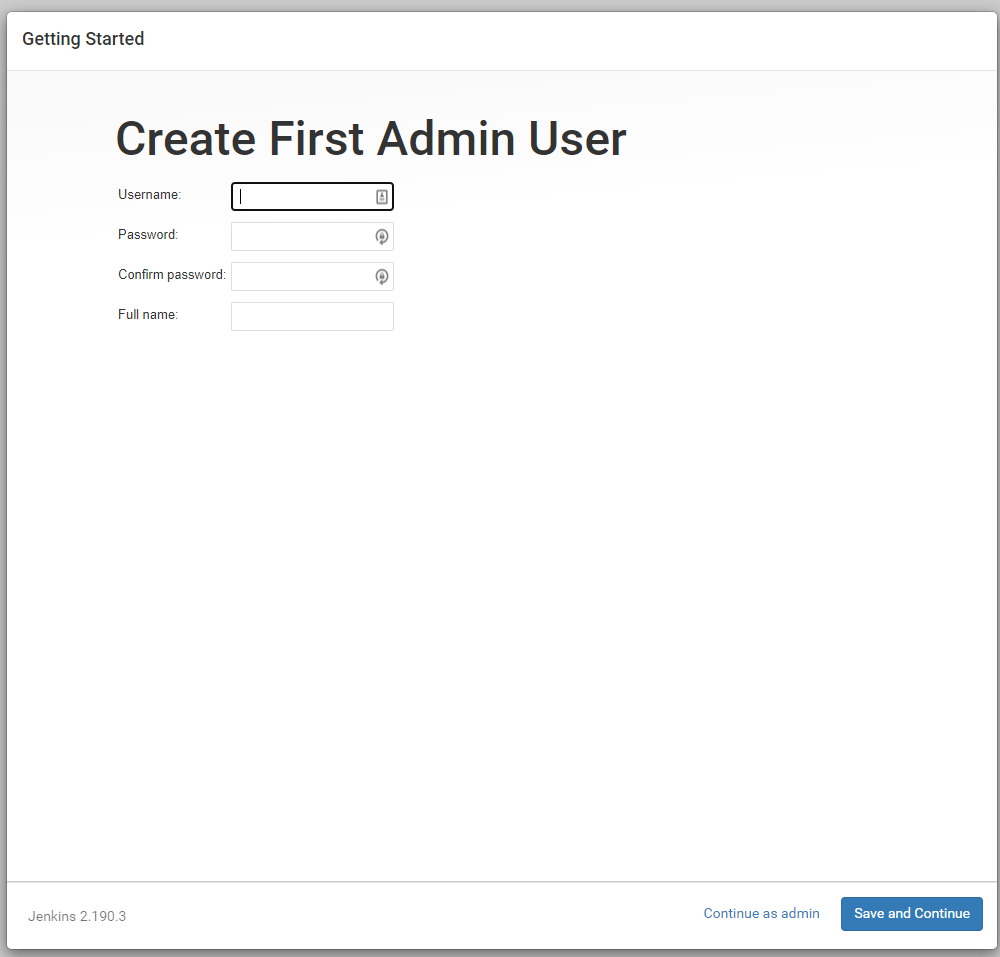 Getting Started
Create First Admin User
Username:
Password:
Confirm password:
Full name:
Jenkins 2.190.3
Continue as admin
Save and Continue